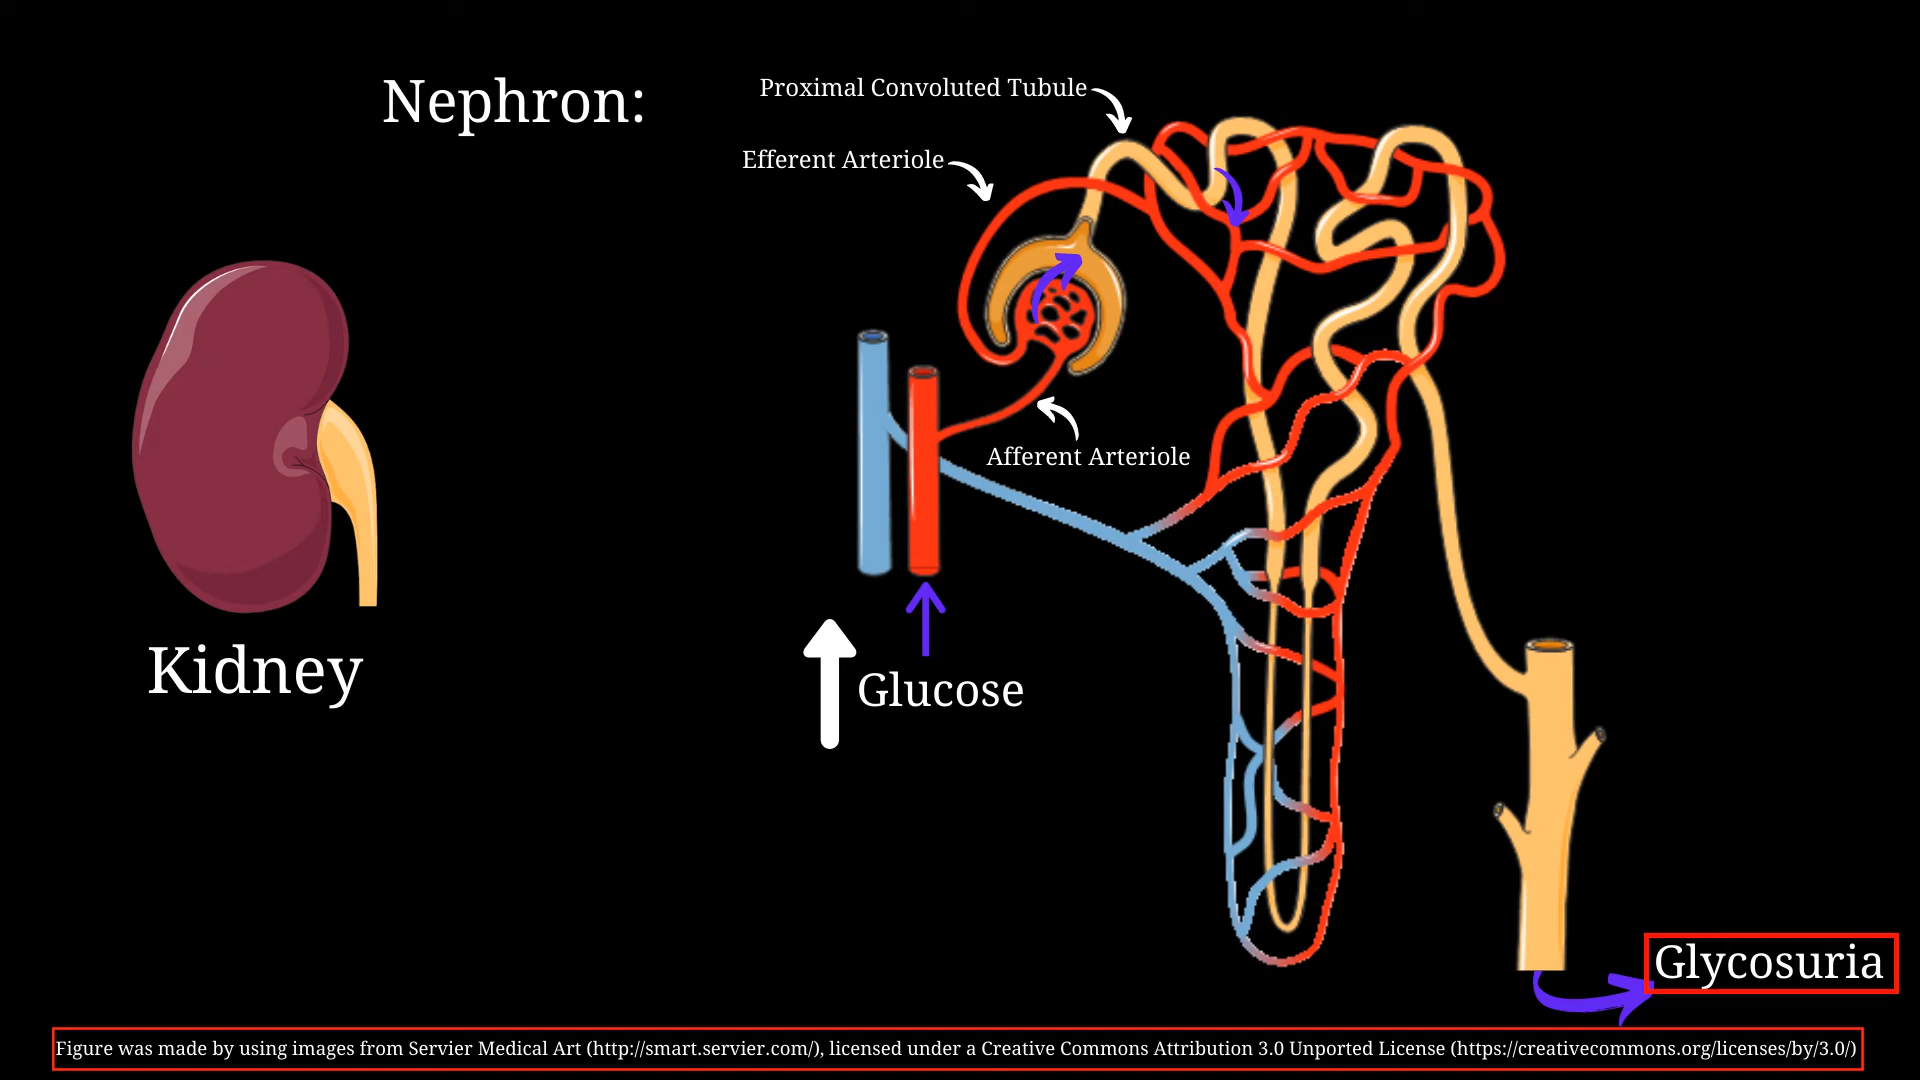 Nephron:
Proximal Convoluted Tubule
Efferent Arteriole
Afferent Arteriole
Kidney
Glucose
Glycosuria
Figure was made by using images from Servier Medical Art (http://smart.servier.com/), licensed under a Creative Commons Attribution 3.0 Unported License (https://creativecommons.org/licenses/by/3.0/)